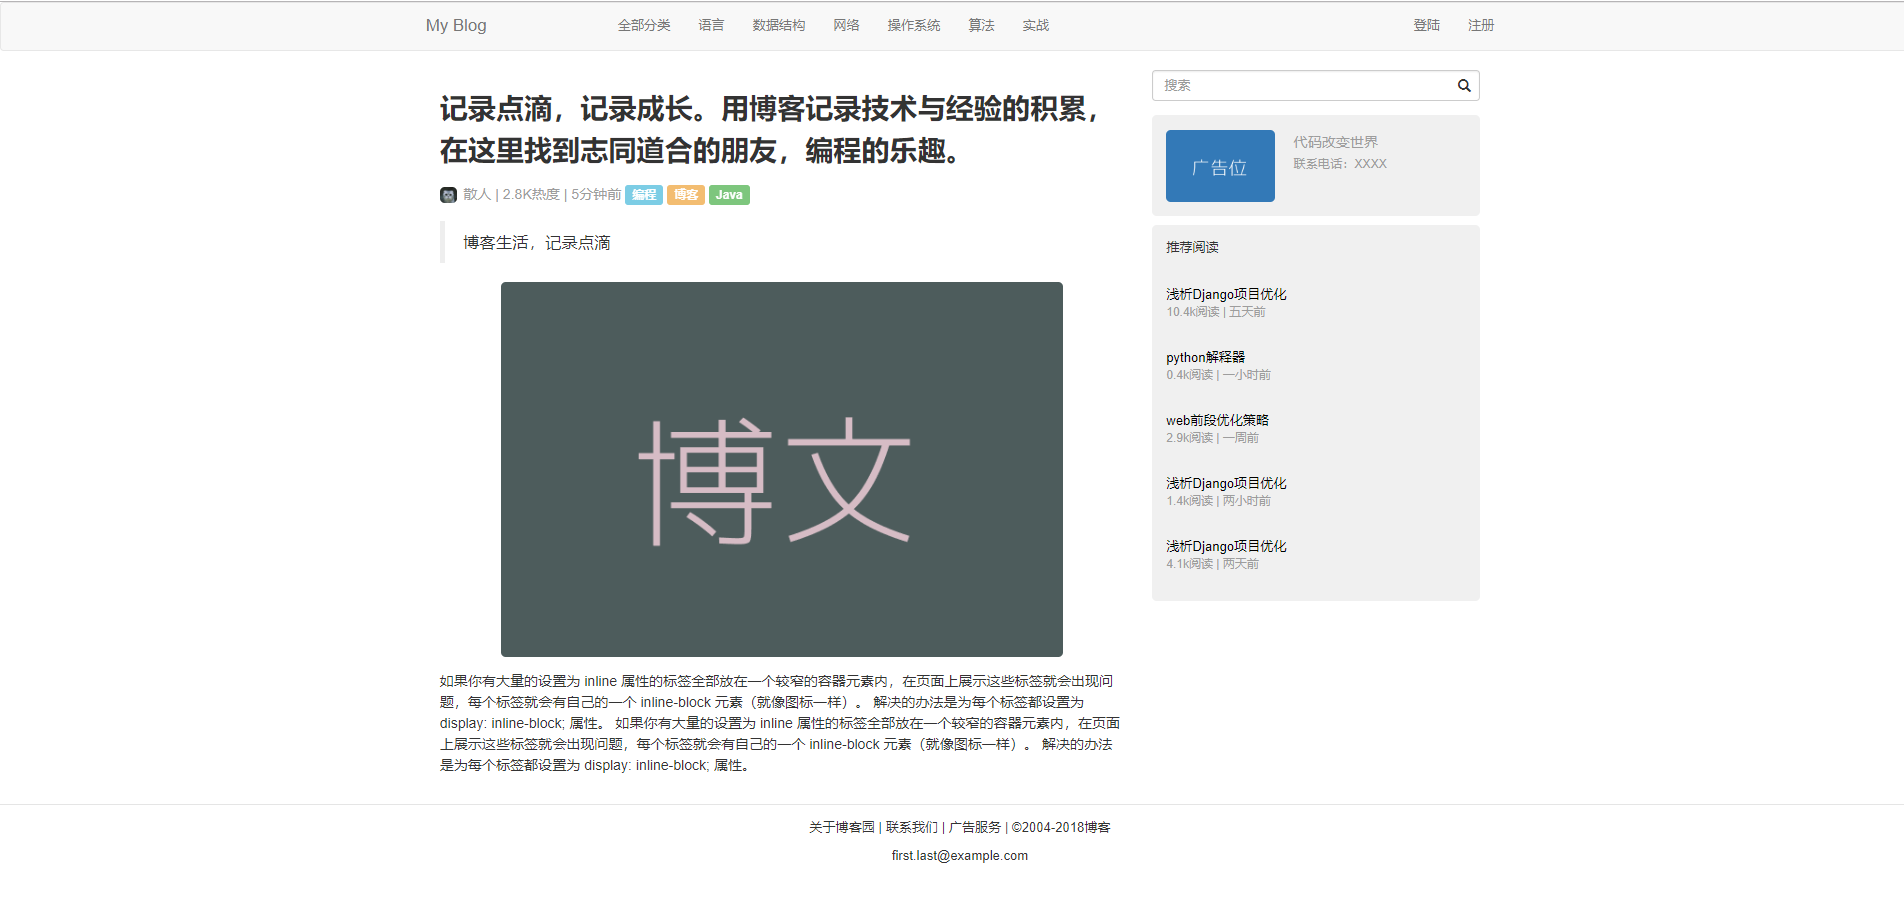 My Blog 全部分类 语言 数据结构 网络 操作系统 算法 实战 登陆 注册
记录点滴，记录成长。用博客记录技术与经验的积累，
在这里找到志同道合的朋友，编程的乐趣。
散人 | 2.8K热度 | 5分钟前 编程 博客 Java
博客生活，记录点滴
博文
如果你有大量的设置为 inline 属性的标签全部放在一个较窄的容器元素内，在页面上展示这些标签就会出现问
题，每个标签就会有自己的一个 inline-block 元素（就像图标一样）。 解决的办法是为每个标签都设置为
display: inline-block; 属性。 如果你有大量的设置为 inline 属性的标签全部放在一个较窄的容器元素内，在页面
上展示这些标签就会出现问题，每个标签就会有自己的一个 inline-block 元素（就像图标一样）。 解决的办法
是为每个标签都设置为 display: inline-block; 属性。
搜索
广告位
代码改变世界
联系电话：XXXX
推荐阅读
浅析Django项目优化
10.4k阅读 | 五天前
python解释器
0.4k阅读 | 一小时前
web前段优化策略
2.9k阅读 | 一周前
浅析Django项目优化
1.4k阅读 | 两小时前
浅析Django项目优化
4.1k阅读 | 两天前
关于博客园 | 联系我们 | 广告服务 | ©2004-2018博客
first.last@example.com